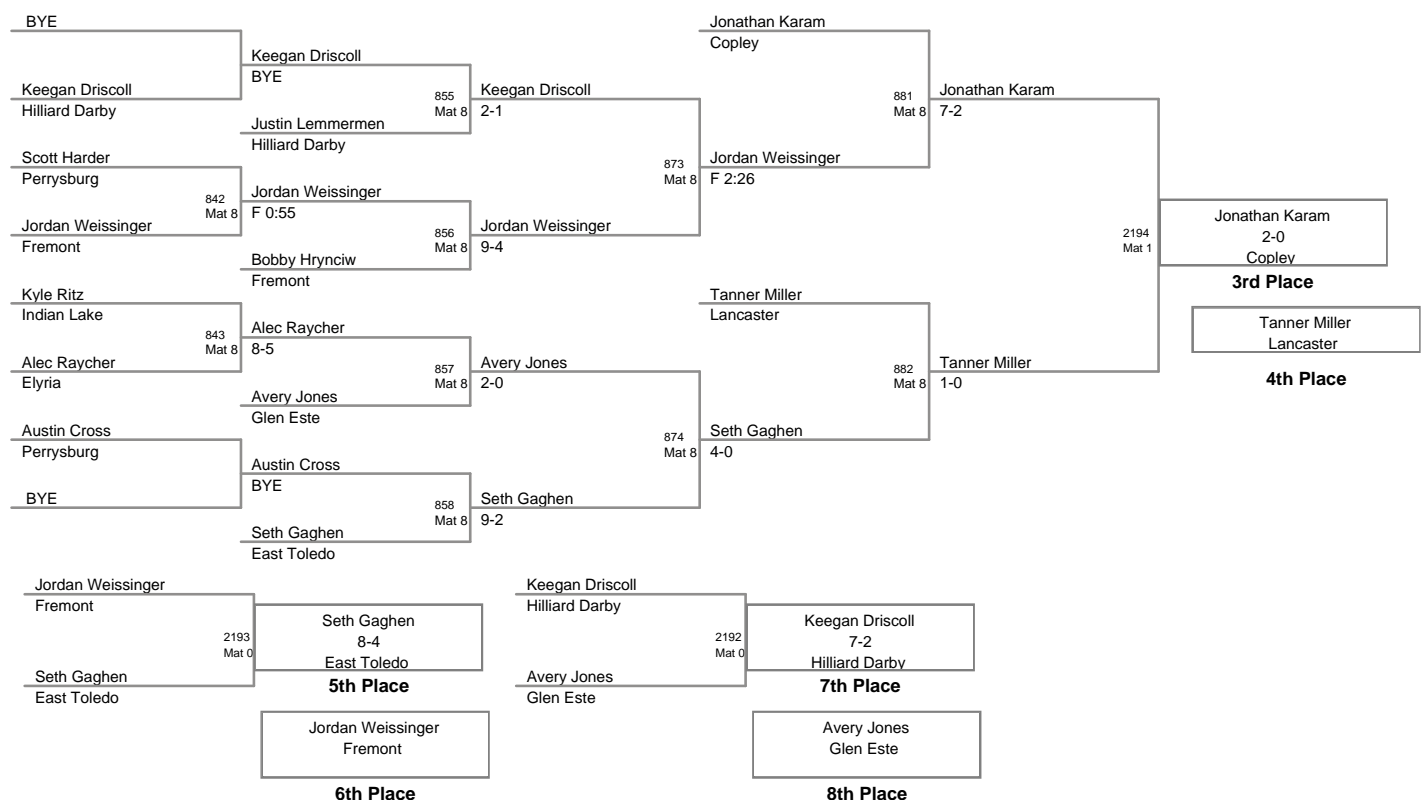 BYE
Keegan Driscoll
Hilliard Darby
Scott Harder
Perrysburg
842
Mat 8
Jordan Weissinger
Fremont
Kyle Ritz
Indian Lake
843
Mat 8
Alec Raycher
Elyria
Austin Cross
Perrysburg
BYE
Keegan Driscoll
BYE
855
Mat 8
Justin Lemmermen
Hilliard Darby
Jordan Weissinger
F 0:55
856
Mat 8
Bobby Hrynciw
Fremont
Alec Raycher
8-5
857
Mat 8
Avery Jones
Glen Este
Austin Cross
BYE
858
Mat 8
Seth Gaghen
East Toledo
Keegan Driscoll
2-1
873
Mat 8
Jordan Weissinger
9-4
Avery Jones
2-0
874
Mat 8
Seth Gaghen
9-2
Jonathan Karam
Copley
881
Mat 8
Jordan Weissinger
F 2:26
Tanner Miller
Lancaster
882
Mat 8
Seth Gaghen
4-0
Jonathan Karam
7-2
2194
Mat 1
Tanner Miller
1-0
Jonathan Karam
2-0
Copley
3rd Place
Tanner Miller
Lancaster
4th Place
Jordan Weissinger
Fremont
2193
Mat 0
Seth Gaghen
East Toledo
Seth Gaghen
8-4
East Toledo
5th Place
Jordan Weissinger
Fremont
6th Place
Keegan Driscoll
Hilliard Darby
2192
Mat 0
Avery Jones
Glen Este
Keegan Driscoll
7-2
Hilliard Darby
7th Place
Avery Jones
Glen Este
8th Place